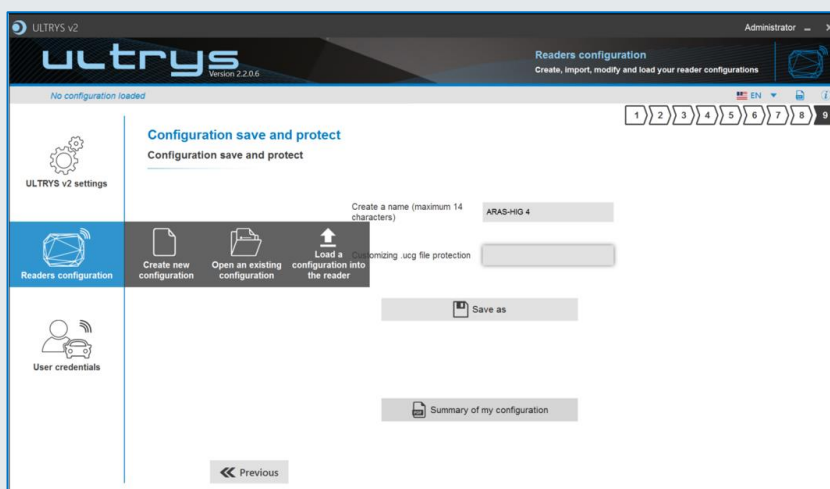 ULTRYS v2
Administrator
ultrys
Version 2.2.0.6
Readers configuration
Create, import, modify and load your reader configurations
No configuration loaded
EN
1 2 3 4 5 6 7 8 9
Configuration save and protect
Configuration save and protect
ULTRYS v2 settings
Create a name (maximum 14
characters)
ARAS-HIG 4
Readers configuration
Create new
configuration
Open an existing
configuration
Load a
configuration into
the reader
ustomizing .ucg file protection
Save as
User credentials
PDF
Summary of my configuration
Previous